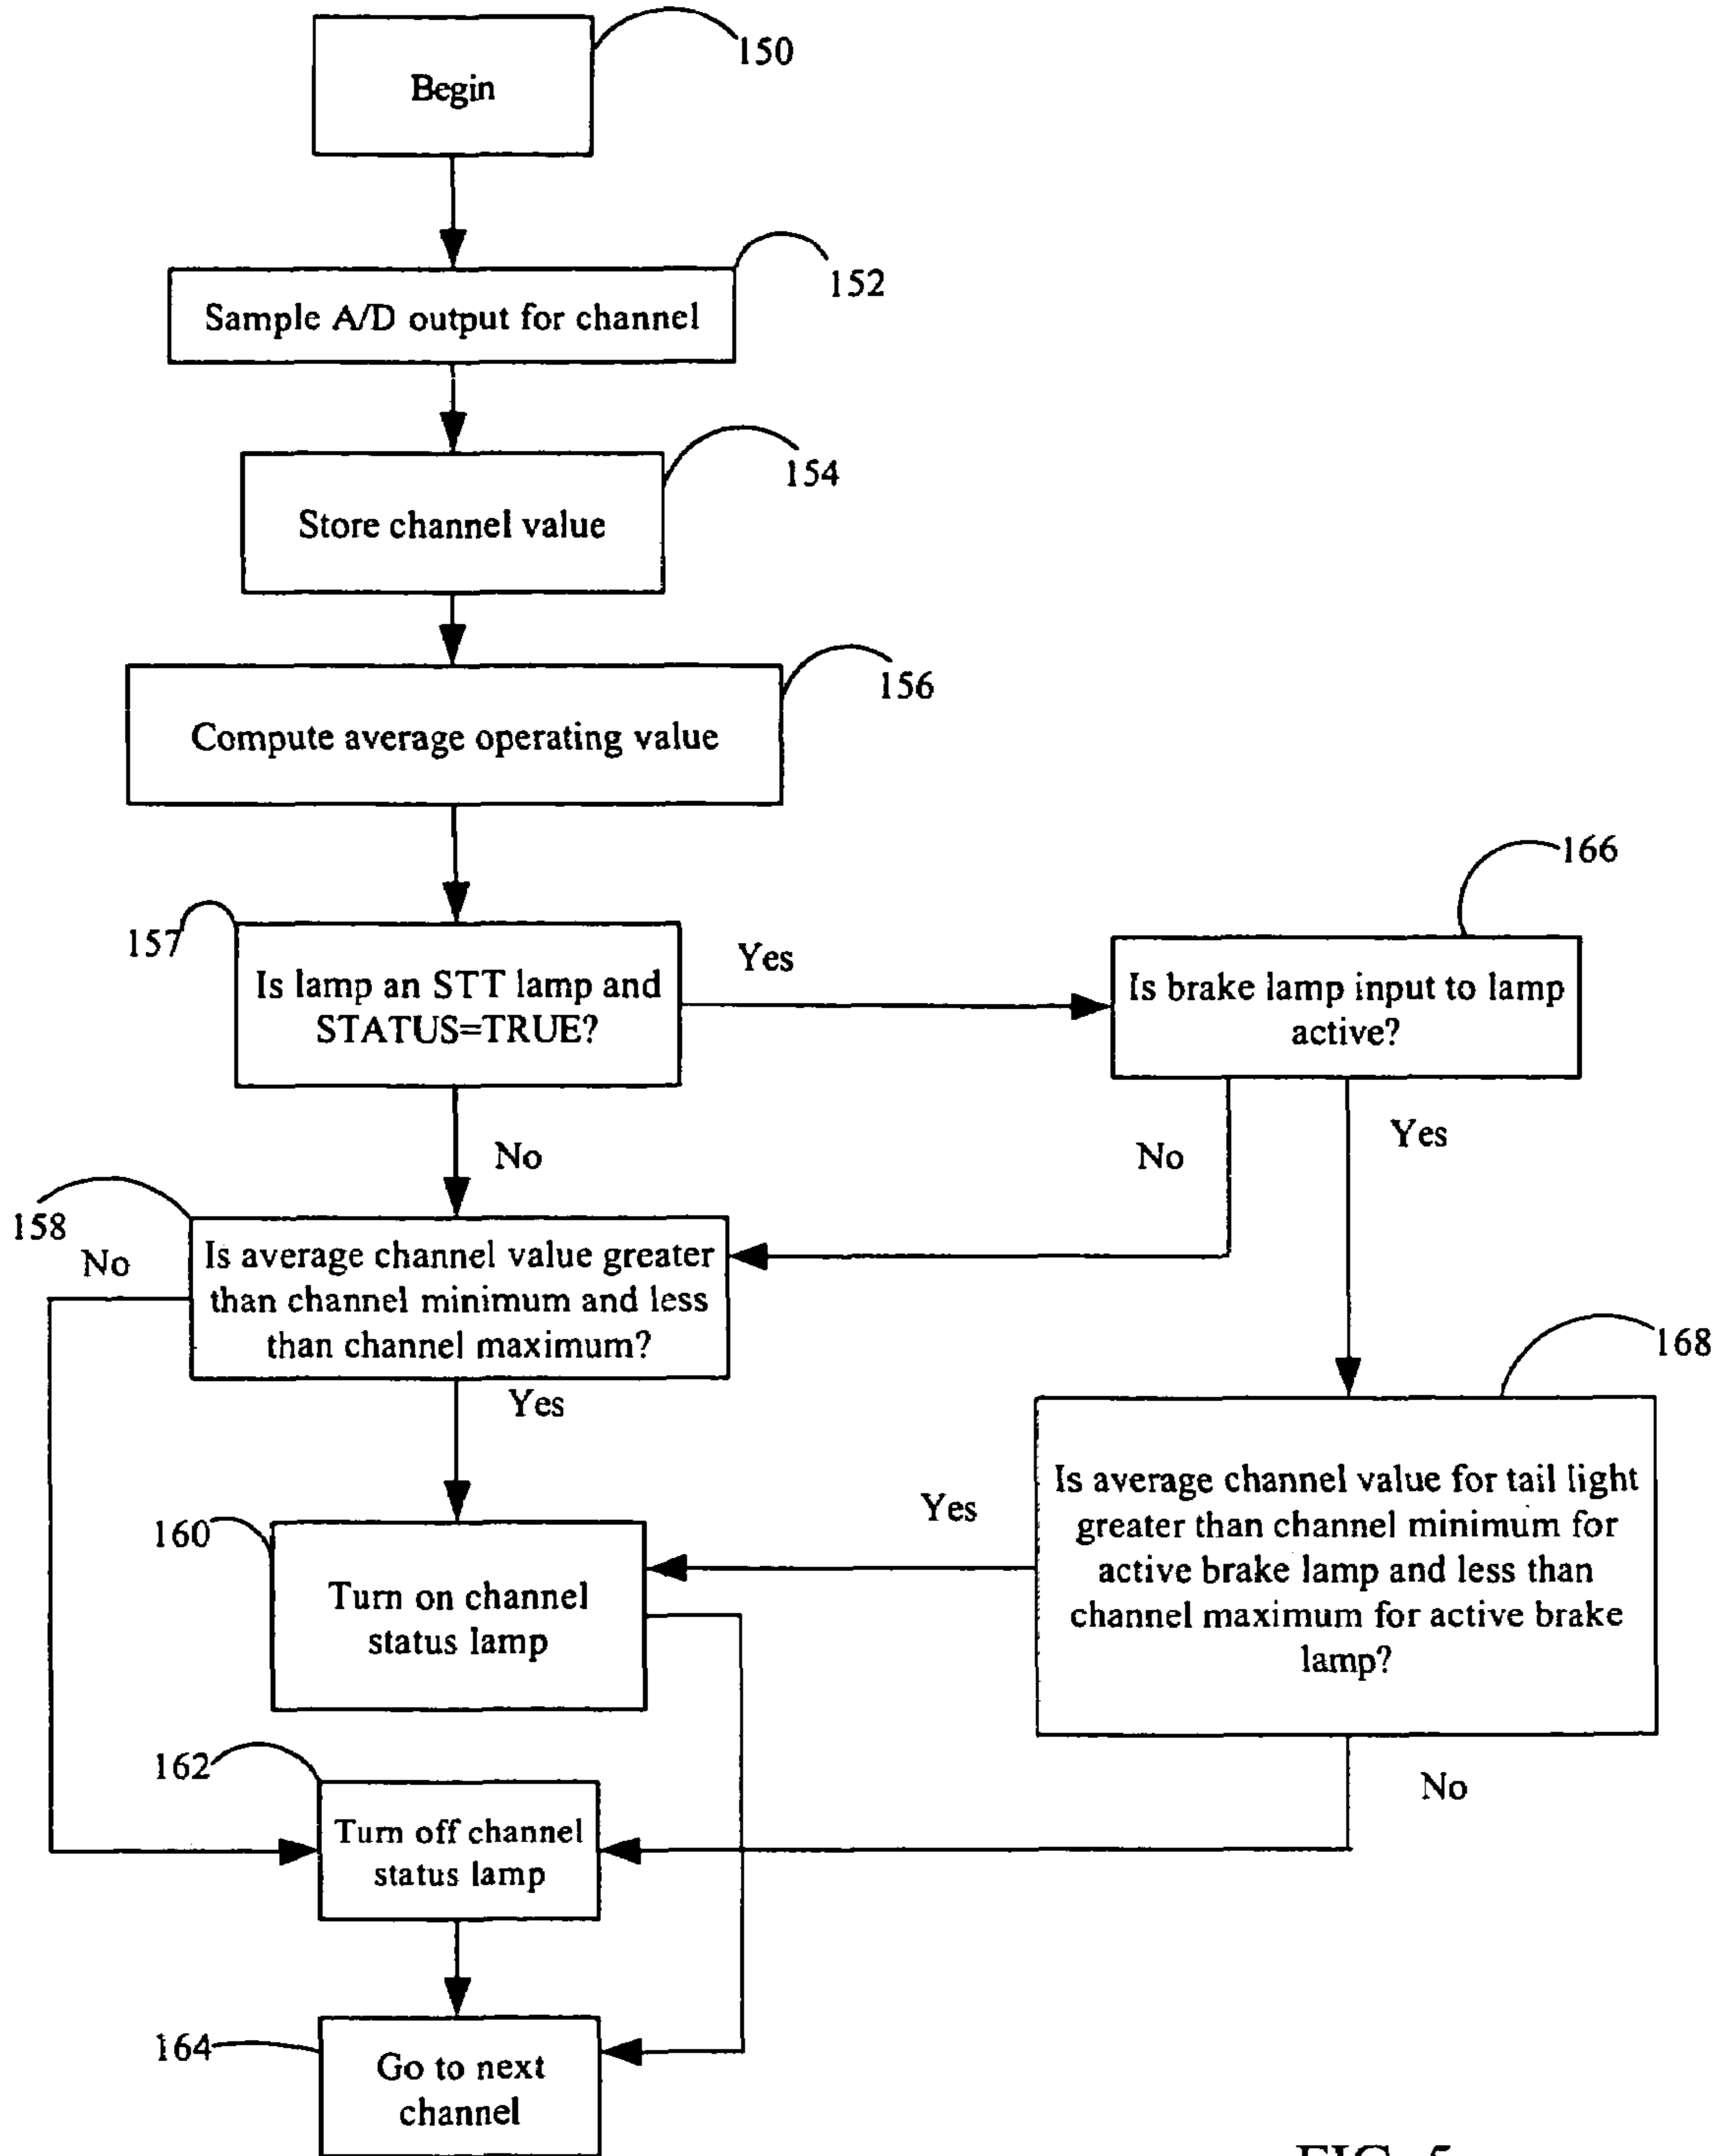 150
Begin
152
Sample A/D output for channel
154
Store channel value
156
Compute average operating value
166
157
Yes
Is lamp an STT lamp and
STATUS=TRUE?
Is brake lamp input to lamp
active?
No
No
Yes
158
No
Is average channel value greater
than channel minimum and less
than channel maximum?
Yes
168
Is average channel value for tail light
greater than channel minimum for
active brake lamp and less than
channel maximum for active brake
lamp?
Yes
160
Turn on channel
status lamp
162
No
Turn off channel
status lamp
164
Go to next
channel
FIG. 5